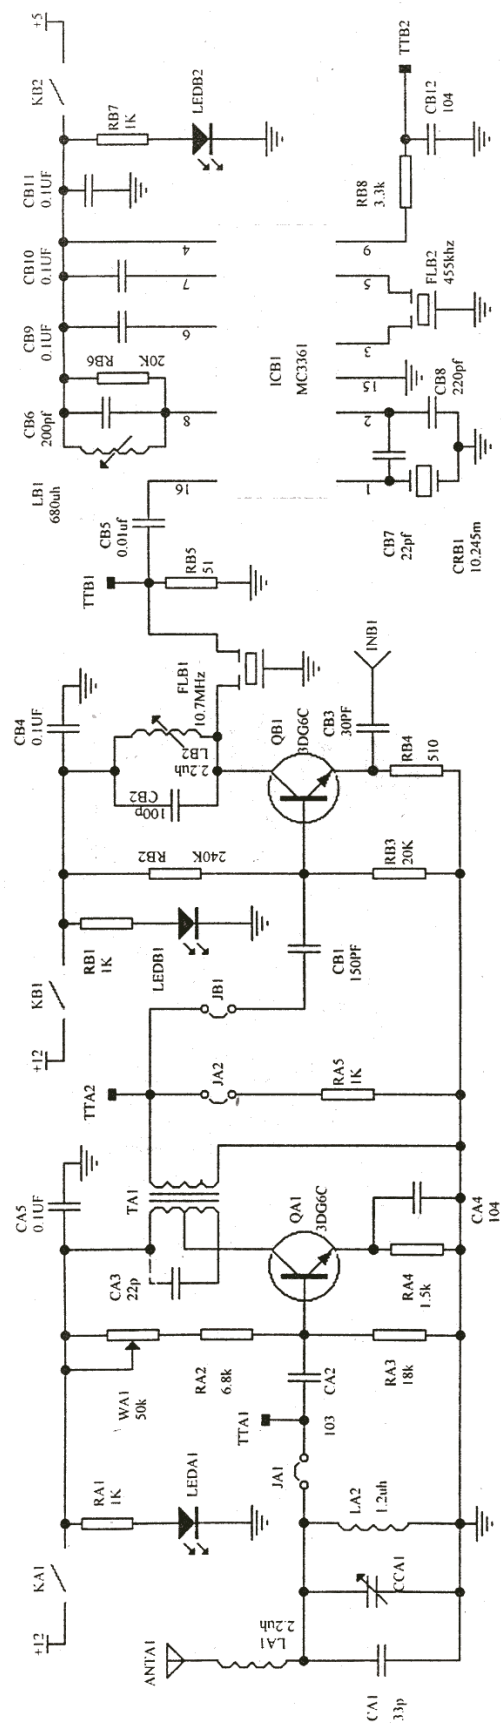 +12
KA1
RA1
1K
LEDA1
WA1
50k
RA2
6.8k
CA3
22p
CA5
0.1UF
TA1
QA1
3DG6C
TTA1
JA1
CA2
103
RA3
18k
RA4
1.5k
CA4
104
ANTA1
LA1
2.2uh
CA1
33p
CCA1
LA2
1.2uh
TTA2
JA2
RA5
1K
JB1
+12
KB1
RB1
1K
LEDB1
CB1
150PF
RB2
240K
RB3
20K
CB4
0.1UF
CB2
100p
LB2
2.2uh
QB1
3DG6C
CB3
30PF
INB1
RB4
510
FLB1
10.7MHz
TTB1
RB5
51
CB5
0.01uf
LB1
680uh
CB6
200pf
RB6
20K
CB9
0.1UF
CB10
0.1UF
CB11
0.1UF
RB7
1K
LEDB2
KB2
+5
16
8
6
7
4
ICB1
MC3361
1
2
15
3
5
9
CB7
22pf
CRB1
10.245m
CB8
220pf
FLB2
455khz
RB8
3.3k
CB12
104
TTB2